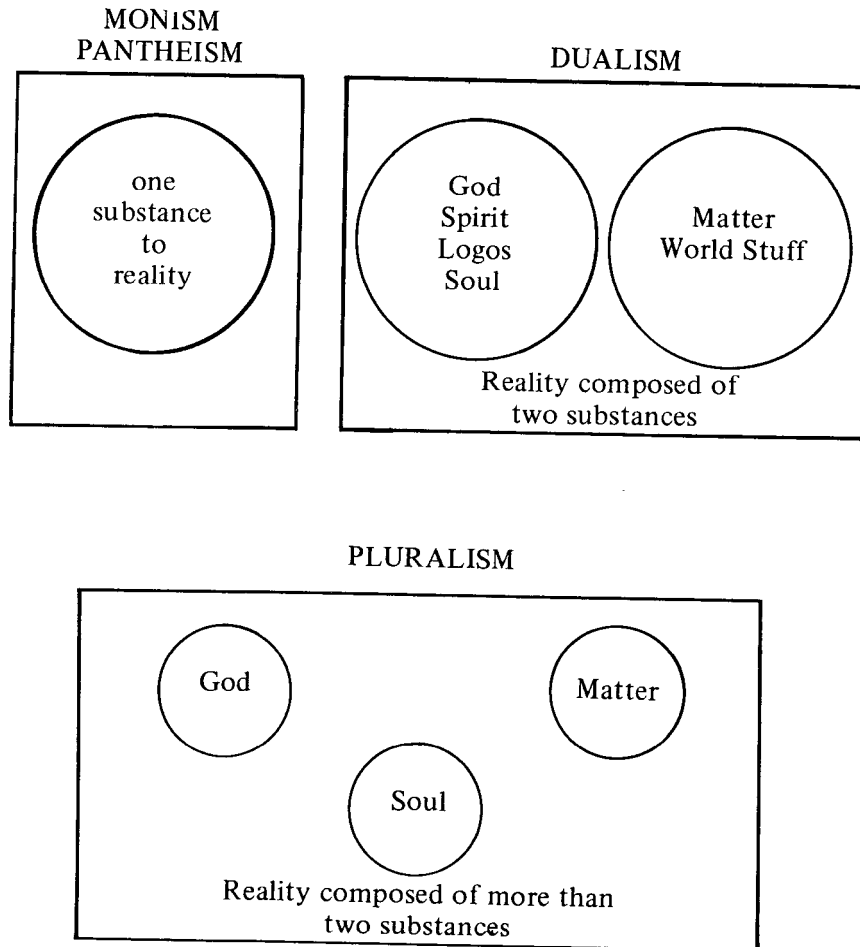 MONISM
PANTHEISM
one
substance
to
reality
DUALISM
God
Spirit
Logos
Soul
Matter
World Stuff
Reality composed of
two substances
PLURALISM
God
Matter
Soul
Reality composed of more than
two substances